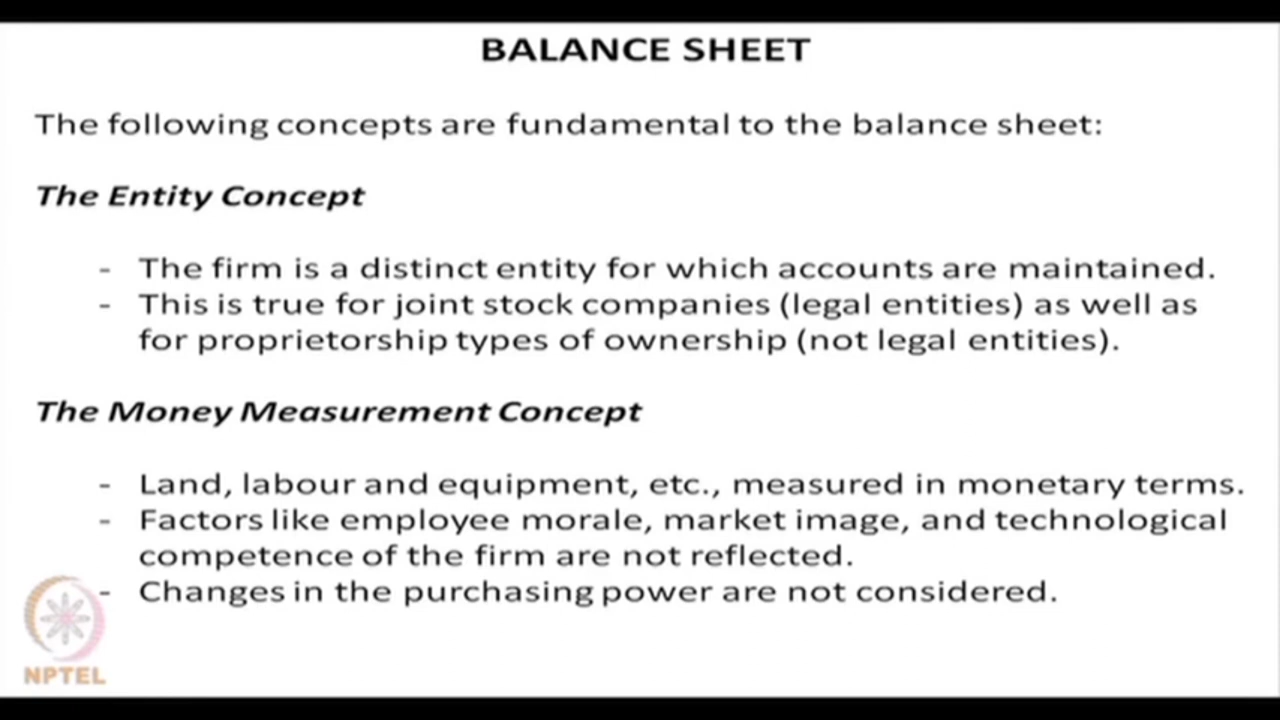 BALANCE SHEET
The following concepts are fundamental to the balance sheet:
The Entity Concept
- The firm is a distinct entity for which accounts are maintained.
- This is true for joint stock companies (legal entities) as well as
for proprietorship types of ownership (not legal entities).
The Money Measurement Concept
- Land, labour and equipment, etc., measured in monetary terms.
- Factors like employee morale, market image, and technological
competence of the firm are not reflected.
- Changes in the purchasing power are not considered.
NPTEL